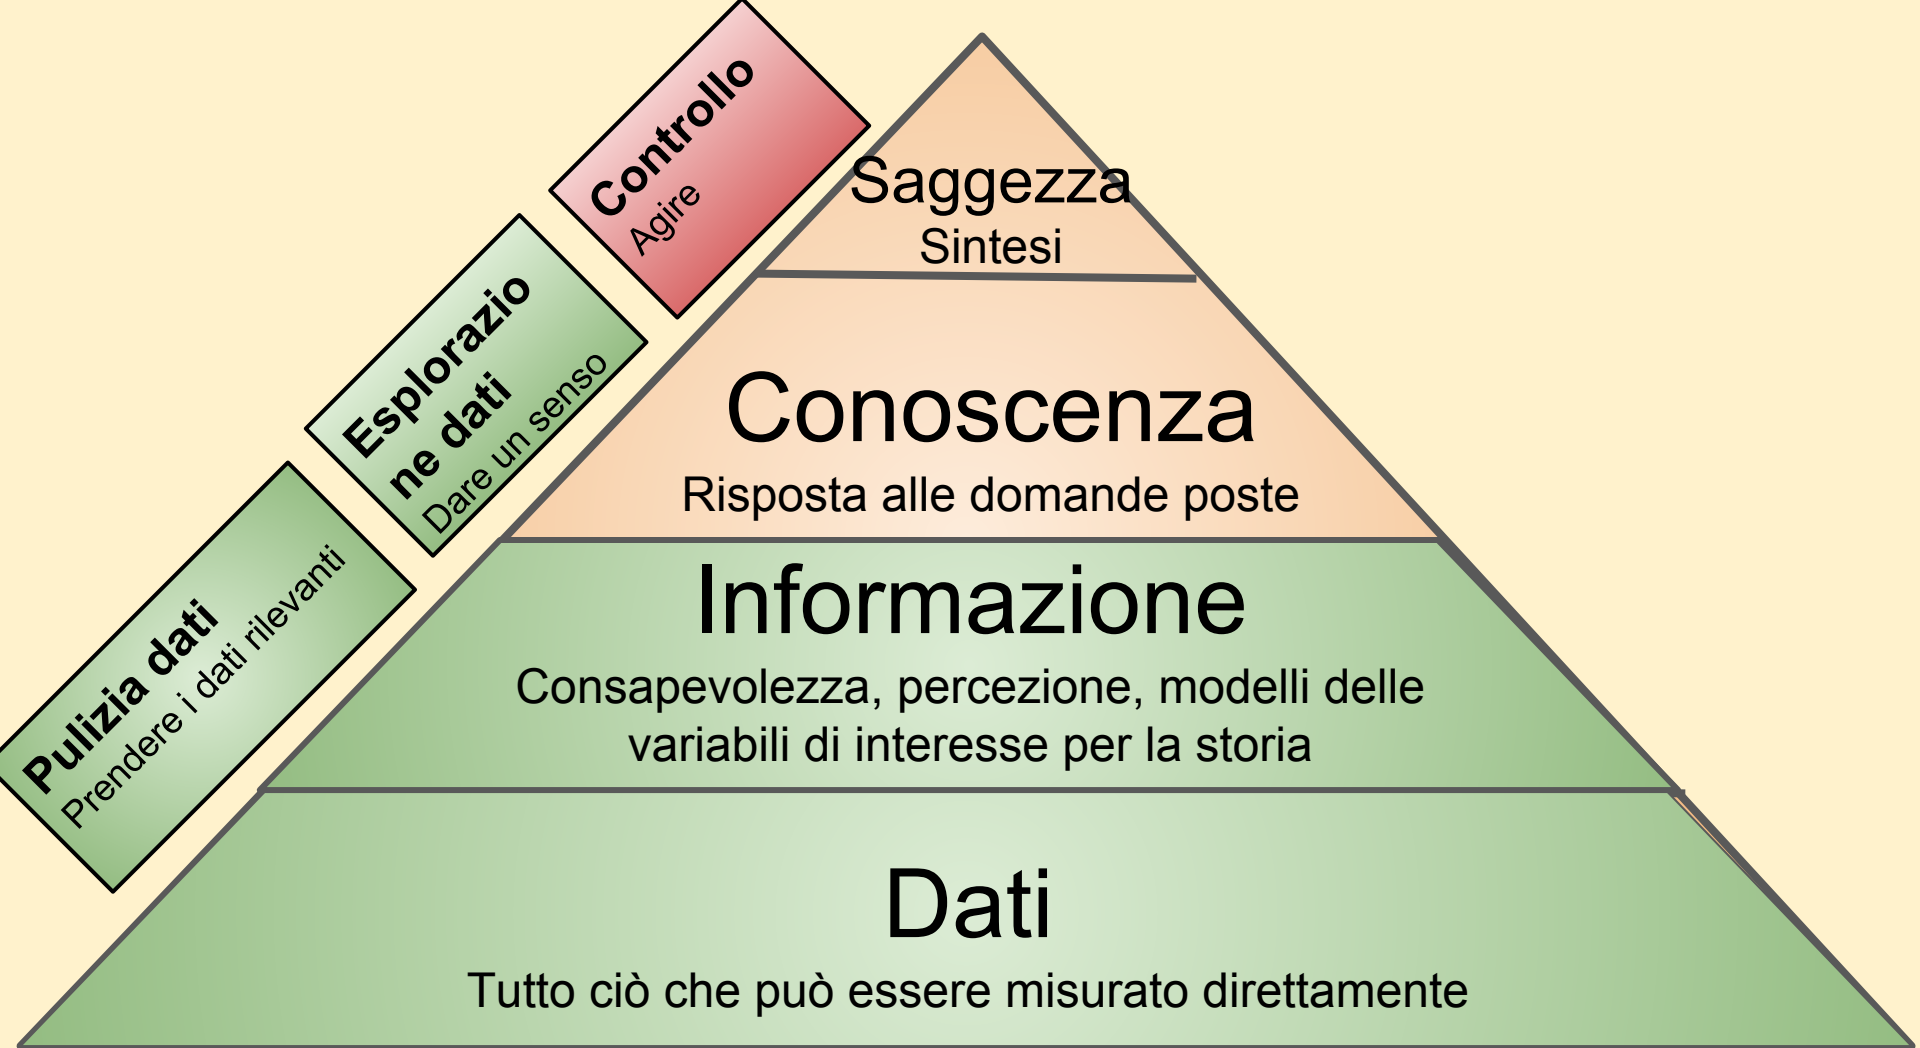 Controllo
Agire
Esplorazio
ne dati
Dare un senso
Pulizia dati
Prendere i dati rilevanti
Saggezza
Sintesi
Conoscenza
Risposta alle domande poste
Informazione
Consapevolezza, percezione, modelli delle
variabili di interesse per la storia
Dati
Tutto ciò che può essere misurato direttamente